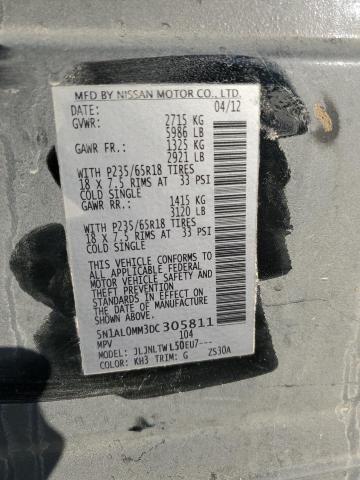 MFD BY NISSAN MOTOR CO., LTD.
DATE: 04/12
GVWR: 2715 KG
5986 LB
GAWR FR.: 1325 KG
2921 LB
WITH P235/65R18 TIRES
18 X 7.5 RIMS AT 33 PSI
COLD SINGLE
GAWR RR.: 1415 KG
3120 LB
WITH P235/65R18 TIRES
18 X 7.5 RIMS AT 33 PSI
COLD SINGLE
THIS VEHICLE CONFORMS TO
ALL APPLICABLE FEDERAL
MOTOR VEHICLE SAFETY
AND THEFT PREVENTION
STANDARDS IN EFFECT ON
THE DATE OF MANUFACTURE
SHOWN ABOVE.
5N1AL0MM3DC305811
MPV 104
MODEL: JLJNLTWL50EU7---
COLOR: KH3 TRIM: G ZS30A